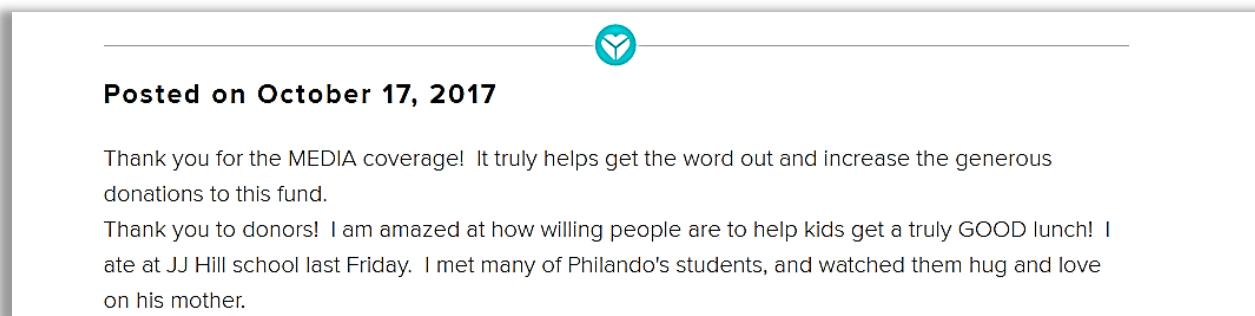 Posted on October 17, 2017
Thank you for the MEDIA coverage!  It truly helps get the word out and increase the generous
donations to this fund.
Thank you to donors!  I am amazed at how willing people are to help kids get a truly GOOD lunch!  I
ate at JJ Hill school last Friday.  I met many of Philando's students, and watched them hug and love
on his mother.